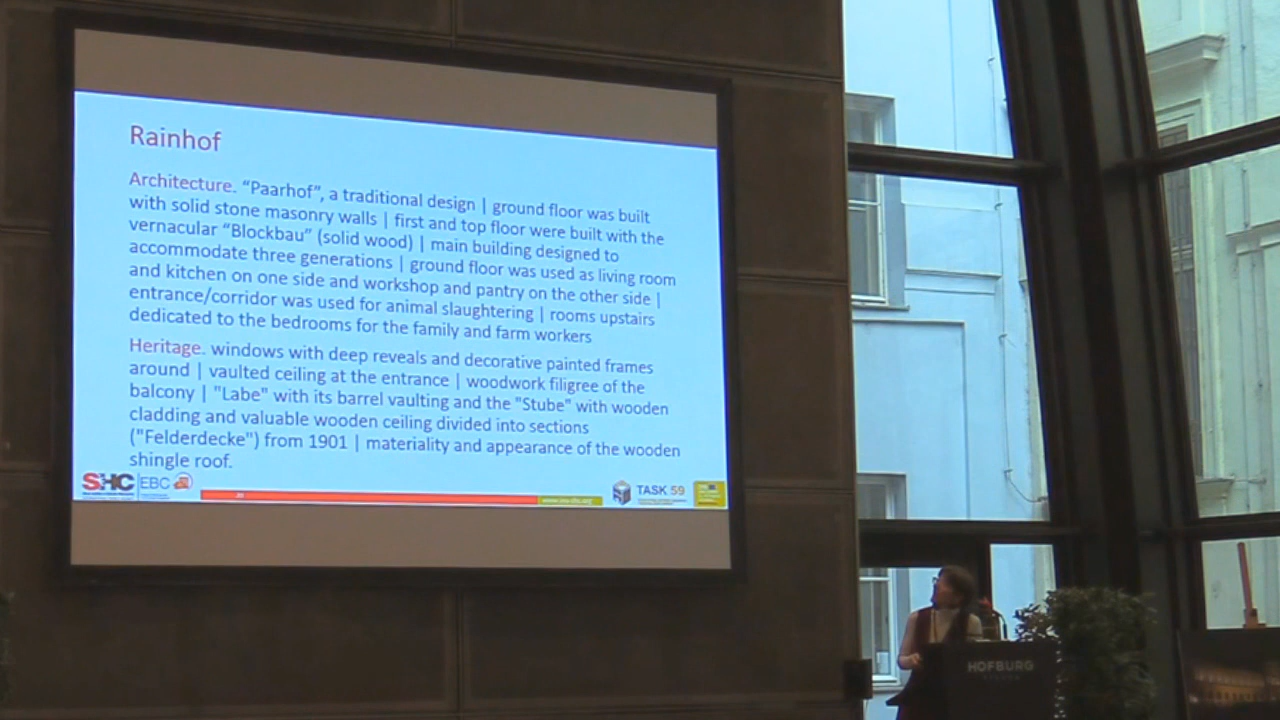 Rainhof
Architecture. “Paarhof”, a traditional design | ground floor was built
with solid stone masonry walls | first and top floor were built with the
vernacular “Blockbau” (solid wood) | main building designed to
accommodate three generations | ground floor was used as living room
and kitchen on one side and workshop and pantry on the other side |
entrance/corridor was used for animal slaughtering | rooms upstairs
dedicated to the bedrooms for the family and farm workers
Heritage. windows with deep reveals and decorative painted frames
around | vaulted ceiling at the entrance | woodwork filigree of the
balcony | "Labe" with its barrel vaulting and the "Stube" with wooden
cladding and valuable wooden ceiling divided into sections
("Felderdecke") from 1901 | materiality and appearance of the wooden
shingle roof.
SHC EBC
TASK 59
HOFBURG